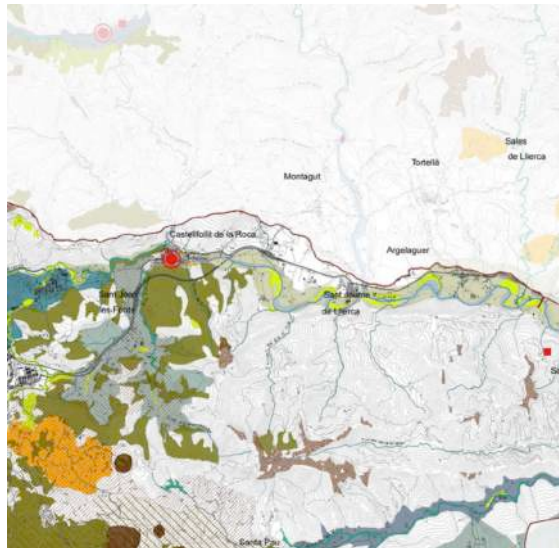 Sales
de Llierca
Tortellà
Montagut
Castellfollit de la Roca
Argelaguer
Sant Joan
les Fonts
Sant Jaume
de Llierca
Santa Pau